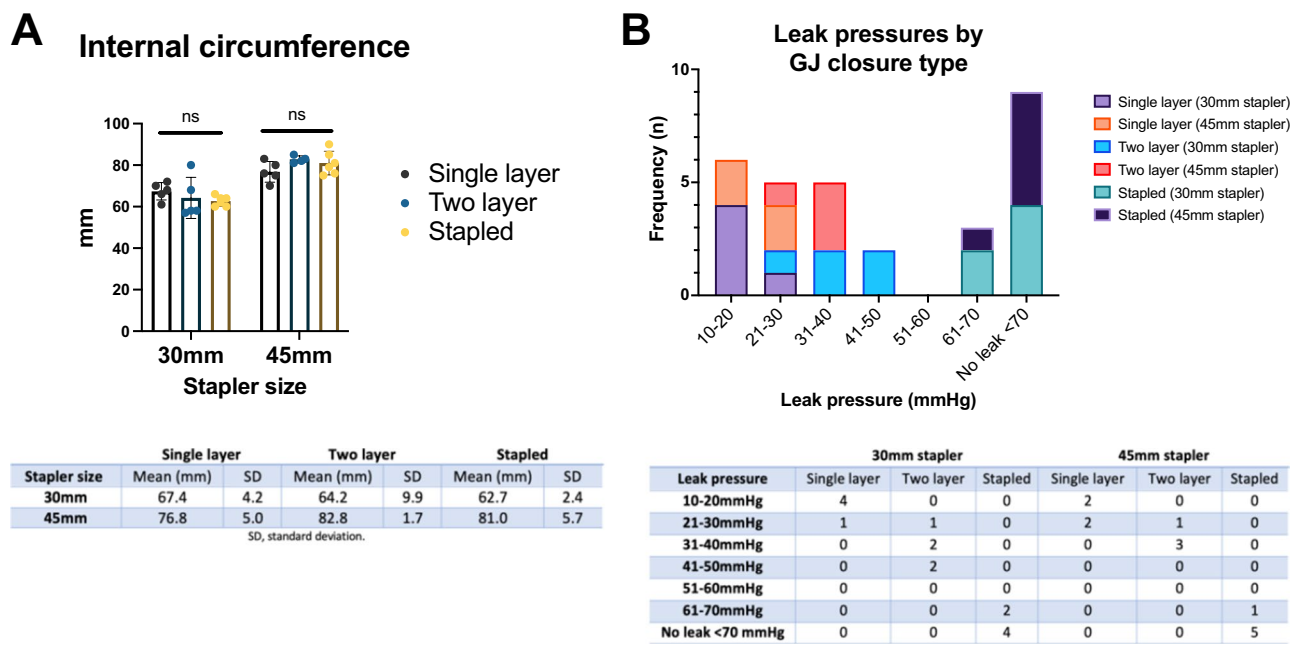 A
Internal circumference
ns
ns
100
80
60
40
20
0
mm
30mm
45mm
Stapler size
Single layer
Two layer
Stapled
Single layer Two layer Stapled
Stapler size Mean (mm) SD Mean (mm) SD Mean (mm) SD
30mm 67.4 4.2 64.2 9.9 62.7 2.4
45mm 76.8 5.0 82.8 1.7 81.0 5.7
SD, standard deviation.
B
Leak pressures by
GJ closure type
10
5
0
Frequency (n)
10-20
21-30
31-40
41-50
51-60
61-70
No leak <70
Leak pressure (mmHg)
Single layer (30mm stapler)
Single layer (45mm stapler)
Two layer (30mm stapler)
Two layer (45mm stapler)
Stapled (30mm stapler)
Stapled (45mm stapler)
30mm stapler 45mm stapler
Leak pressure Single layer Two layer Stapled Single layer Two layer Stapled
10-20mmHg 4 0 0 2 0 0
21-30mmHg 1 1 0 2 1 0
31-40mmHg 0 2 0 0 3 0
41-50mmHg 0 2 0 0 0 0
51-60mmHg 0 0 0 0 0 0
61-70mmHg 0 0 2 0 0 1
No leak <70 mmHg 0 0 4 0 0 5